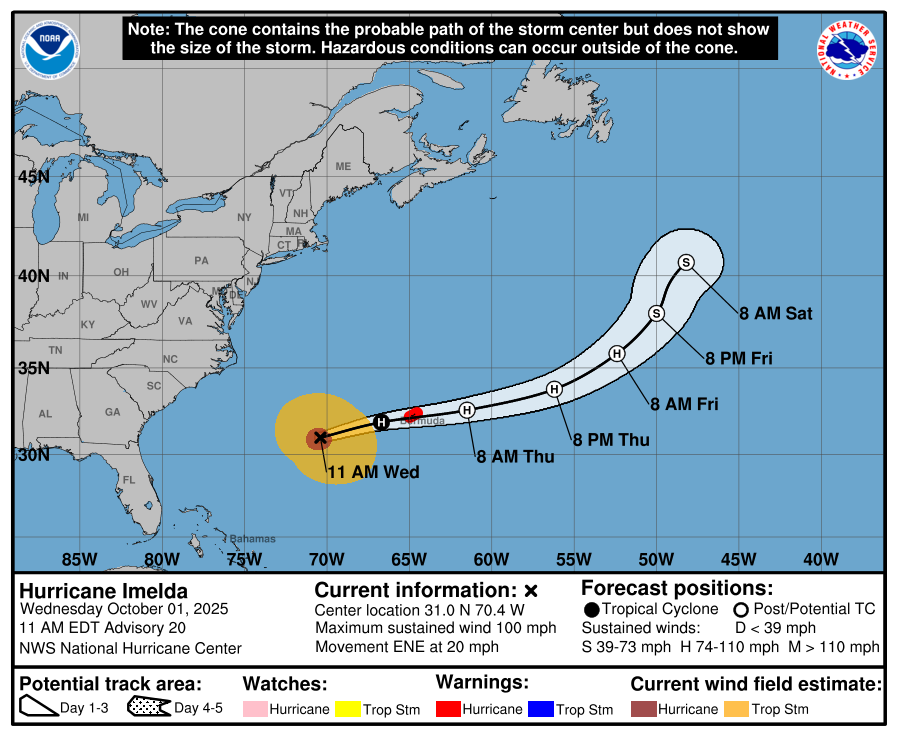 Note: The cone contains the probable path of the storm center but does not show
the size of the storm. Hazardous conditions can occur outside of the cone.
NOAA
NATIONAL WEATHER SERVICE
ME
45N
VT
MI
NH
NY
MA
CT
RI
PA
40N
IN
OH
NJ
MD
DE
WV
8 AM Sat
S
S
KY
VA
8 PM Fri
TN
NC
35N
H
SC
H
8 AM Fri
AL
GA
H
H
Bermuda
8 PM Thu
30N
8 AM Thu
11 AM Wed
FL
Bahamas
85W 80W 75W 70W 65W 60W 55W 50W 45W 40W
Hurricane Imelda
Wednesday October 01, 2025
11 AM EDT Advisory 20
NWS National Hurricane Center
Current information: ×
Center location 31.0 N 70.4 W
Maximum sustained wind 100 mph
Movement ENE at 20 mph
Forecast positions:
Tropical Cyclone Post/Potential TC
Sustained winds: D < 39 mph
S 39-73 mph H 74-110 mph M > 110 mph
Potential track area:
Day 1-3 Day 4-5
Watches:
Hurricane Trop Stm
Warnings:
Hurricane Trop Stm
Current wind field estimate:
Hurricane Trop Stm